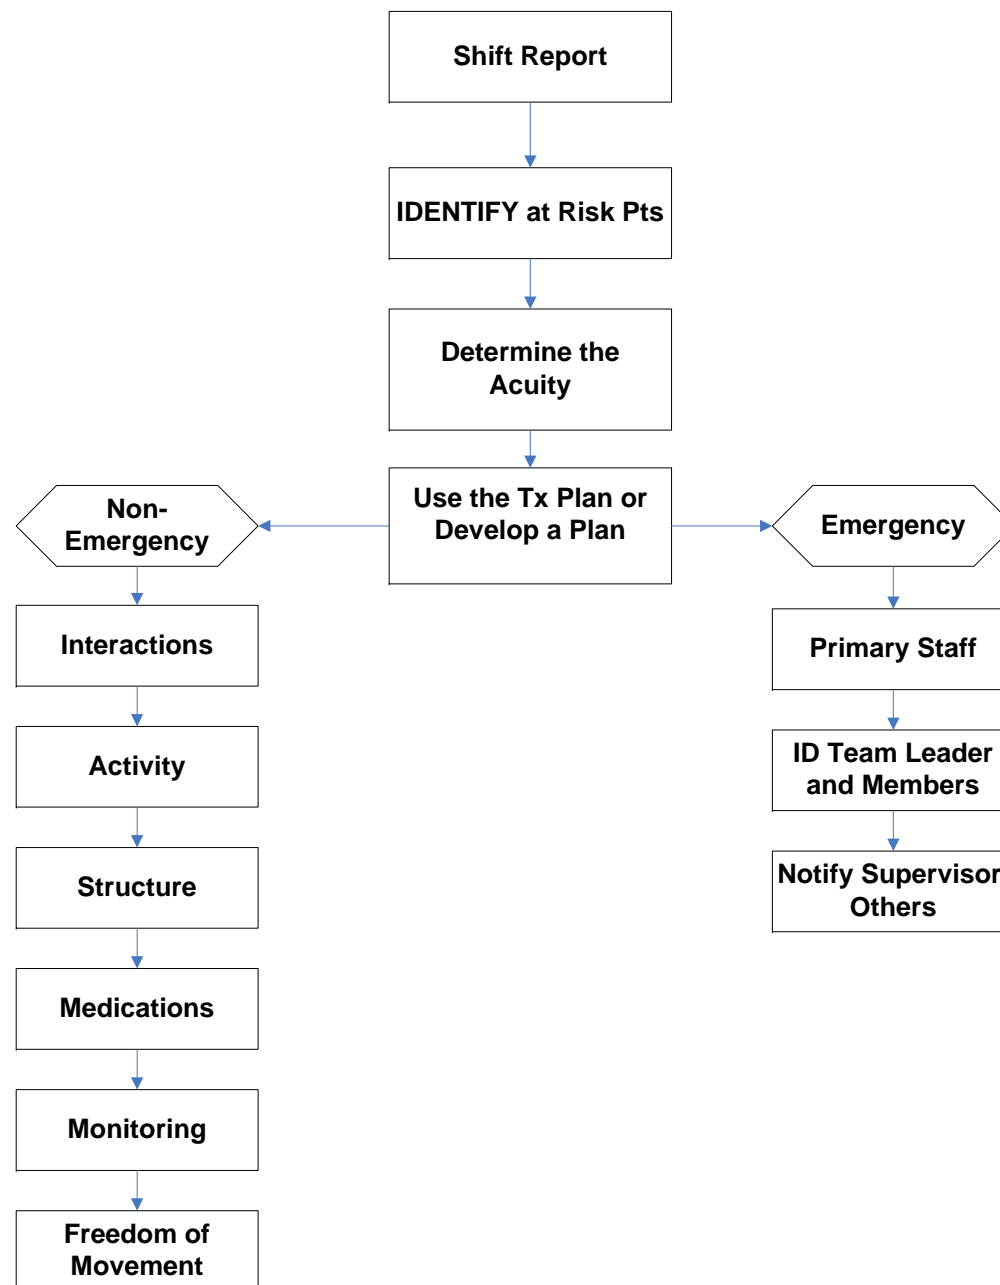 Shift Report
IDENTIFY at Risk Pts
Determine the
Acuity
Use the Tx Plan or
Develop a Plan
Non-
Emergency
Interactions
Activity
Structure
Medications
Monitoring
Freedom of
Movement
Emergency
Primary Staff
ID Team Leader
and Members
Notify Supervisor
Others